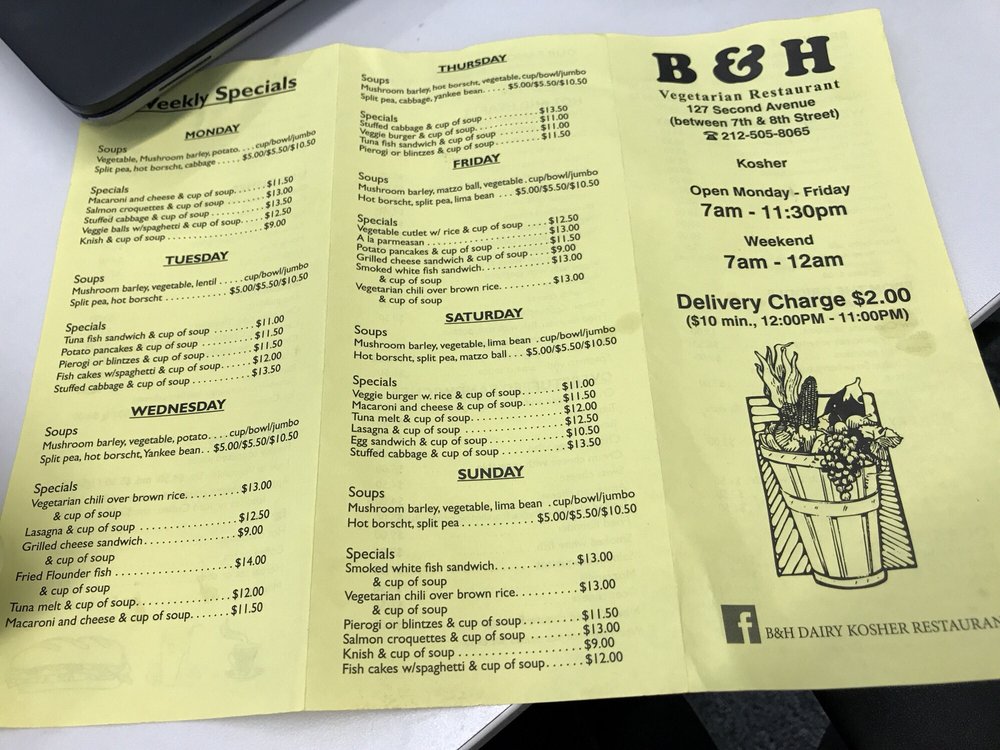 Weekly Specials
MONDAY
Soups
Vegetable, Mushroom barley, potato. . . cup/bowl/jumbo
Split pea, hot borscht, cabbage . . . . . $5.00/$5.50/$10.50
Specials
Macaroni and cheese & cup of soup. . . . . . $11.50
Salmon croquettes & cup of soup . . . . . . . $13.00
Stuffed cabbage & cup of soup . . . . . . . . . $13.50
Veggie balls w/spaghetti & cup of soup. . . . $12.50
Knish & cup of soup . . . . . . . . . . . . . . . $9.00
TUESDAY
Soups
Mushroom barley, vegetable, lentil . . . . . cup/bowl/jumbo
Split pea, hot borscht . . . . . . . . . . . $5.00/$5.50/$10.50
Specials
Tuna fish sandwich & cup of soup . . . . . . . $11.00
Potato pancakes & cup of soup . . . . . . . . . $11.50
Pierogi or blintzes & cup of soup. . . . . . . . $11.50
Fish cakes w/spaghetti & cup of soup . . . . . $12.00
Stuffed cabbage & cup of soup . . . . . . . . . $13.50
WEDNESDAY
Soups
Mushroom barley, vegetable, potato. . . . cup/bowl/jumbo
Split pea, hot borscht, Yankee bean. . $5.00/$5.50/$10.50
Specials
Vegetarian chili over brown rice. . . . . . . . . $13.00
& cup of soup
Lasagna & cup of soup . . . . . . . . . . . . . . $12.50
Grilled cheese sandwich. . . . . . . . . . . . . . $9.00
& cup of soup
Fried Flounder fish . . . . . . . . . . . . . . . . $14.00
& cup of soup
Tuna melt & cup of soup. . . . . . . . . . . . . $12.00
Macaroni and cheese & cup of soup. . . . . . $11.50
THURSDAY
Soups
Mushroom barley, hot borscht, vegetable, cup/bowl/jumbo
Split pea, cabbage, yankee bean. . . . . . $5.00/$5.50/$10.50
Specials
Stuffed cabbage & cup of soup . . . . . . . . . $13.50
Veggie burger & cup of soup. . . . . . . . . . . $11.00
Tuna fish sandwich & cup of soup . . . . . . . $11.00
Pierogi or blintzes & cup of soup . . . . . . . $11.50
FRIDAY
Soups
Mushroom barley, matzo ball, vegetable . cup/bowl/jumbo
Hot borscht, split pea, lima bean . . . $5.00/$5.50/$10.50
Specials
Vegetable cutlet w/ rice & cup of soup . . . . $12.50
A la parmeasan . . . . . . . . . . . . . . . . . . $13.00
Potato pancakes & cup of soup . . . . . . . . . $11.50
Grilled cheese sandwich & cup of soup . . . . $9.00
Smoked white fish sandwich. . . . . . . . . . . $13.00
& cup of soup
Vegetarian chili over brown rice. . . . . . . . . $13.00
& cup of soup
SATURDAY
Soups
Mushroom barley, vegetable, lima bean . cup/bowl/jumbo
Hot borscht, split pea, matzo ball . . . $5.00/$5.50/$10.50
Specials
Veggie burger w. rice & cup of soup . . . . . . $11.00
Macaroni and cheese & cup of soup. . . . . . $11.50
Tuna melt & cup of soup. . . . . . . . . . . . . $12.00
Lasagna & cup of soup . . . . . . . . . . . . . . $12.50
Egg sandwich & cup of soup . . . . . . . . . . . $10.50
Stuffed cabbage & cup of soup . . . . . . . . . $13.50
SUNDAY
Soups
Mushroom barley, vegetable, lima bean . cup/bowl/jumbo
Hot borscht, split pea . . . . . . . . . . . $5.00/$5.50/$10.50
Specials
Smoked white fish sandwich. . . . . . . . . . . $13.00
& cup of soup
Vegetarian chili over brown rice. . . . . . . . . $13.00
& cup of soup
Pierogi or blintzes & cup of soup . . . . . . . . $11.50
Salmon croquettes & cup of soup . . . . . . . $13.00
Knish & cup of soup . . . . . . . . . . . . . . . $9.00
Fish cakes w/spaghetti & cup of soup. . . . . $12.00
B & H
Vegetarian Restaurant
127 Second Avenue
(between 7th & 8th Street)
☎ 212-505-8065
Kosher
Open Monday - Friday
7am - 11:30pm
Weekend
7am - 12am
Delivery Charge $2.00
($10 min., 12:00PM - 11:00PM)
f B&H DAIRY KOSHER RESTAURAN